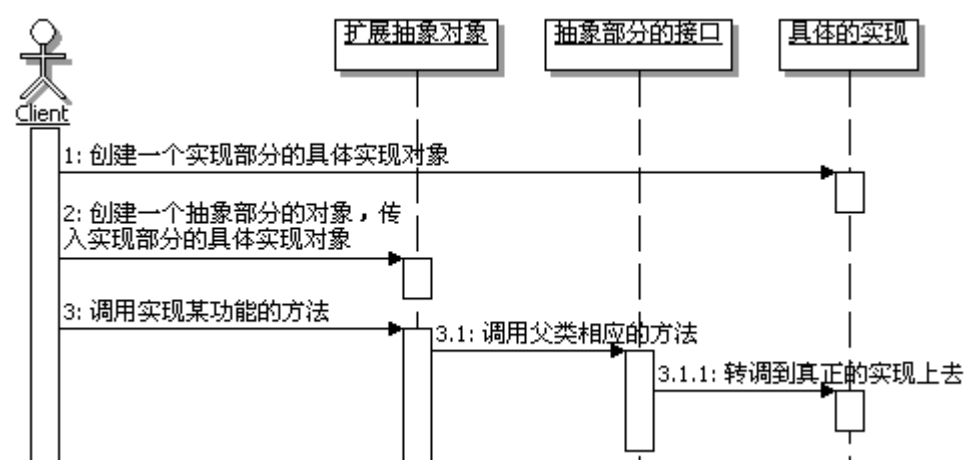 扩展抽象对象
抽象部分的接口
具体的实现
Client
1: 创建一个实现部分的具体实现对象
2: 创建一个抽象部分的对象，传
入实现部分的具体实现对象
3: 调用实现某功能的方法
3.1: 调用父类相应的方法
3.1.1: 转调到真正的实现上去